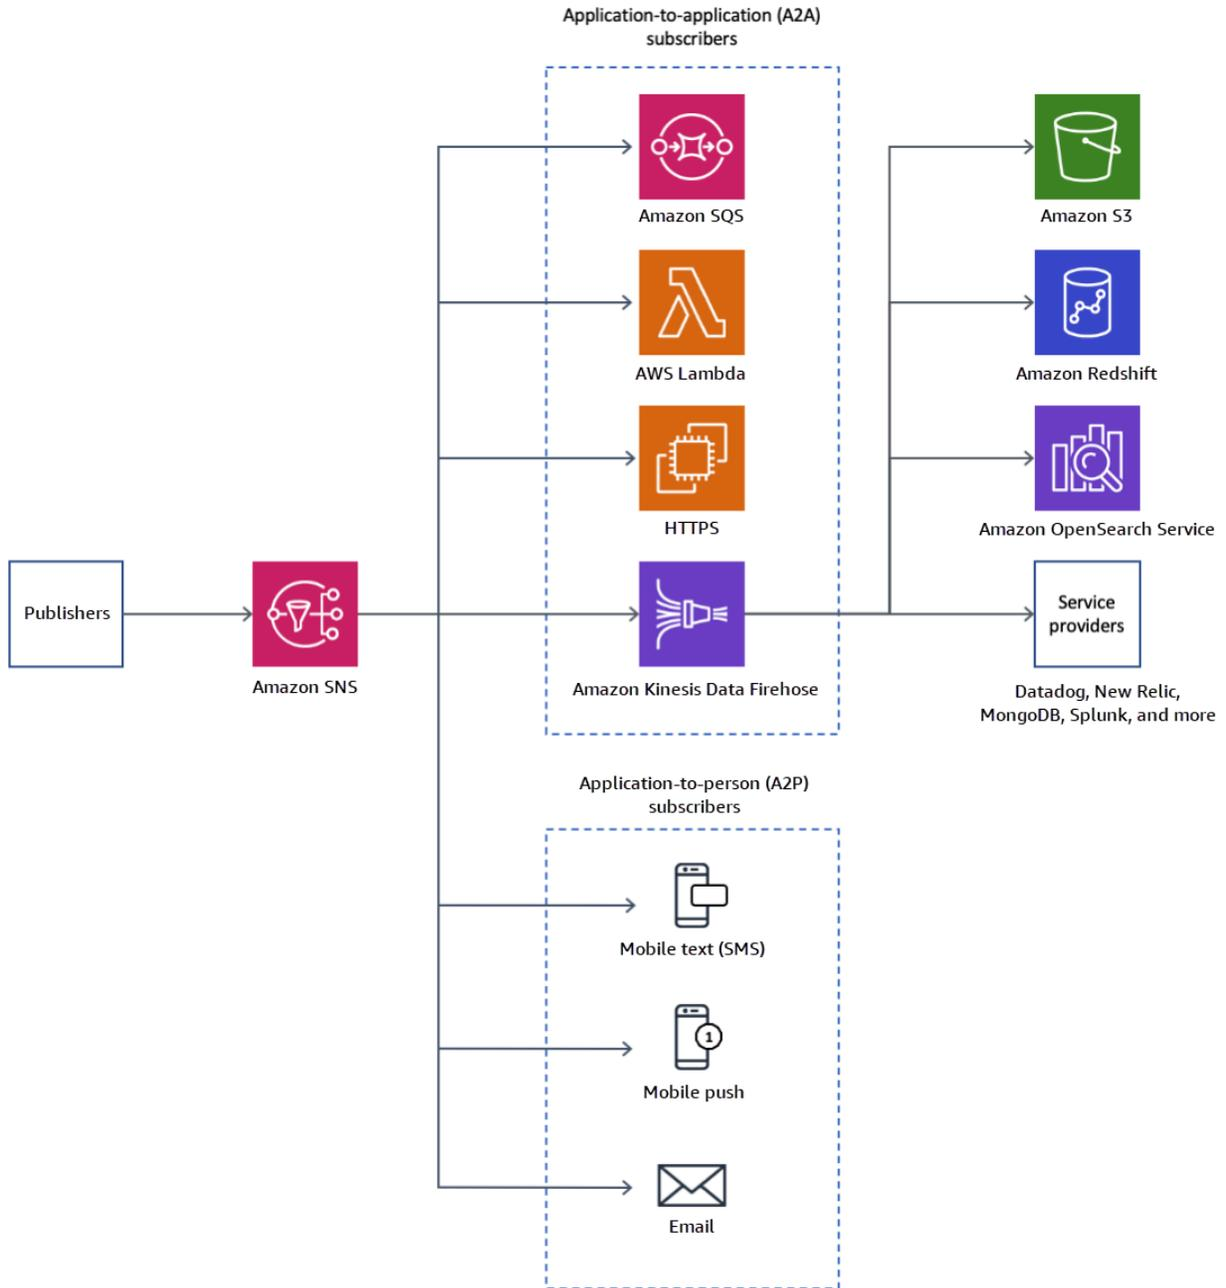 Application-to-application (A2A)
subscribers
Amazon SQS
Amazon S3
AWS Lambda
Amazon Redshift
HTTPS
Amazon OpenSearch Service
Publishers
Service
providers
Amazon SNS
Amazon Kinesis Data Firehose
Datadog, New Relic,
MongoDB, Splunk, and more
Application-to-person (A2P)
subscribers
Mobile text (SMS)
1
Mobile push
Email